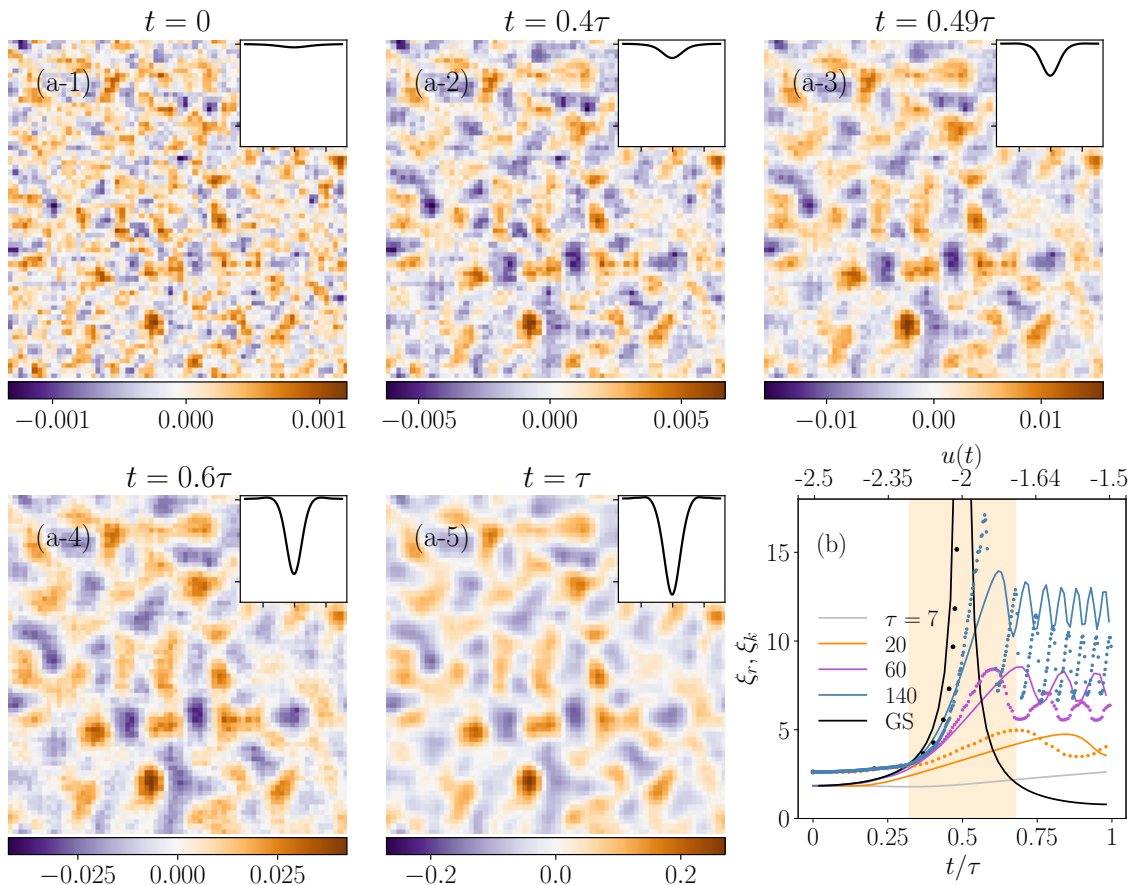 t = 0
t = 0.4τ
t = 0.49τ
(a-1)
(a-2)
(a-3)
−0.001 0.000 0.001
−0.005 0.000 0.005
−0.01 0.00 0.01
t = 0.6τ
t = τ
(a-4)
(a-5)
−0.025 0.000 0.025
−0.2 0.0 0.2
u(t)
-2.5 -2.35 -2 -1.64 -1.5
(b)
15
10
5
0
ξr, ξk
τ = 7
20
60
140
GS
0 0.25 0.5 0.75 1
t/τ